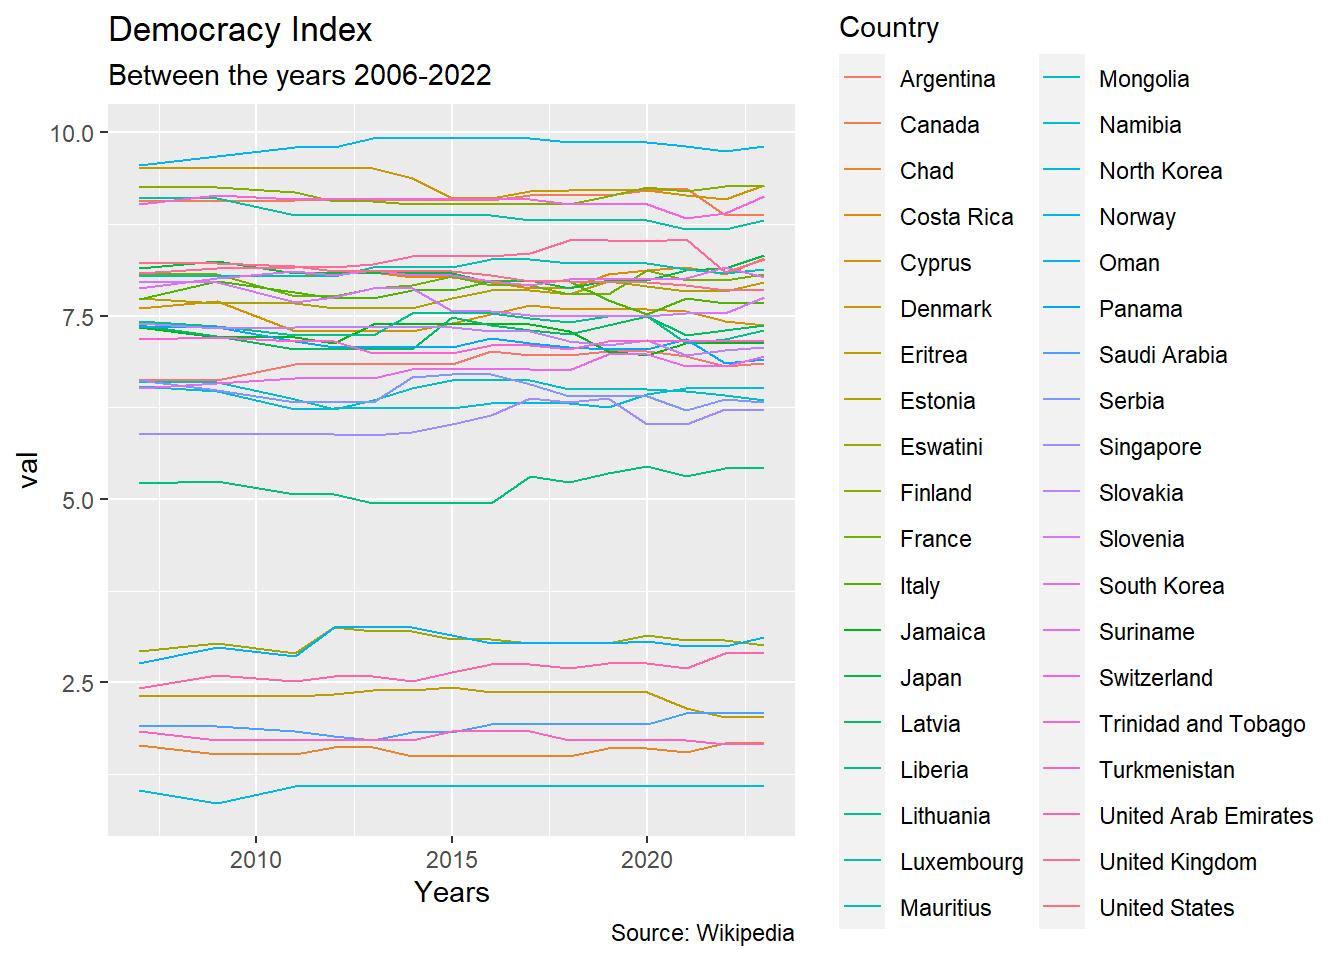 Democracy Index
Between the years 2006-2022
10.0
7.5
5.0
2.5
val
2010
2015
2020
Years
Source: Wikipedia
Country
Argentina
Canada
Chad
Costa Rica
Cyprus
Denmark
Eritrea
Estonia
Eswatini
Finland
France
Italy
Jamaica
Japan
Latvia
Liberia
Lithuania
Luxembourg
Mauritius
Mongolia
Namibia
North Korea
Norway
Oman
Panama
Saudi Arabia
Serbia
Singapore
Slovakia
Slovenia
South Korea
Suriname
Switzerland
Trinidad and Tobago
Turkmenistan
United Arab Emirates
United Kingdom
United States